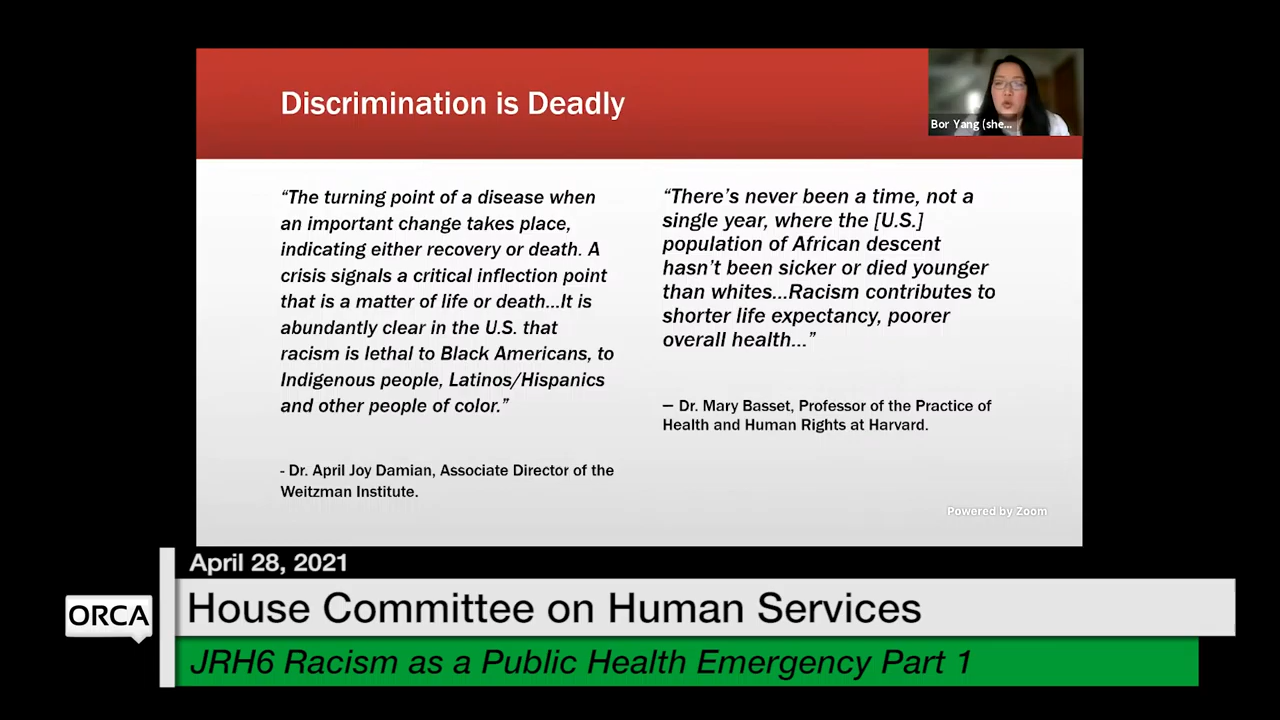 Discrimination is Deadly
Bor Yang (she...
“The turning point of a disease when
an important change takes place,
indicating either recovery or death. A
crisis signals a critical inflection point
that is a matter of life or death...It is
abundantly clear in the U.S. that
racism is lethal to Black Americans, to
Indigenous people, Latinos/Hispanics
and other people of color.”
- Dr. April Joy Damian, Associate Director of the
Weitzman Institute.
“There’s never been a time, not a
single year, where the [U.S.]
population of African descent
hasn’t been sicker or died younger
than whites...Racism contributes to
shorter life expectancy, poorer
overall health...”
— Dr. Mary Basset, Professor of the Practice of
Health and Human Rights at Harvard.
Powered by Zoom
April 28, 2021
ORCA
House Committee on Human Services
JRH6 Racism as a Public Health Emergency Part 1